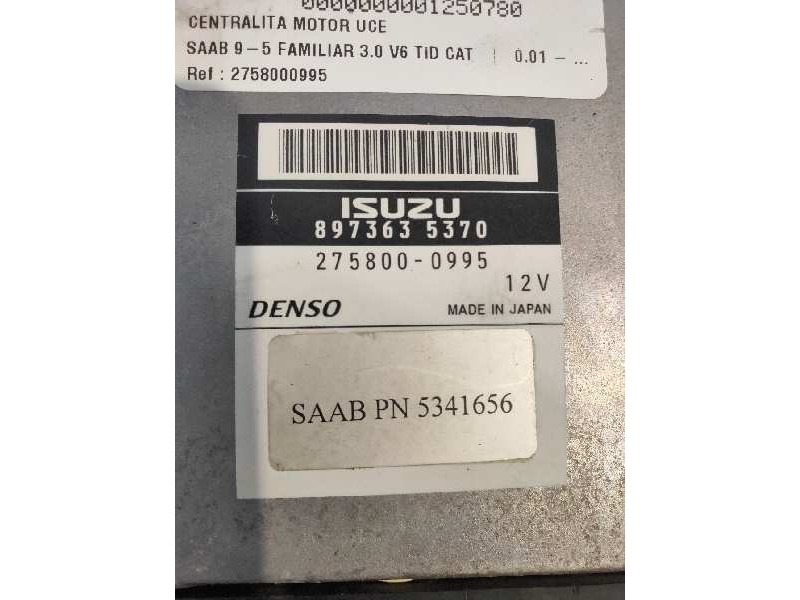 0000000001250780
CENTRALITA MOTOR UCE
SAAB 9-5 FAMILIAR 3.0 V6 TiD CAT | 0.01 - ...
Ref : 2758000995
ISUZU
897363 5370
275800-0995
12V
DENSO MADE IN JAPAN
SAAB PN 5341656